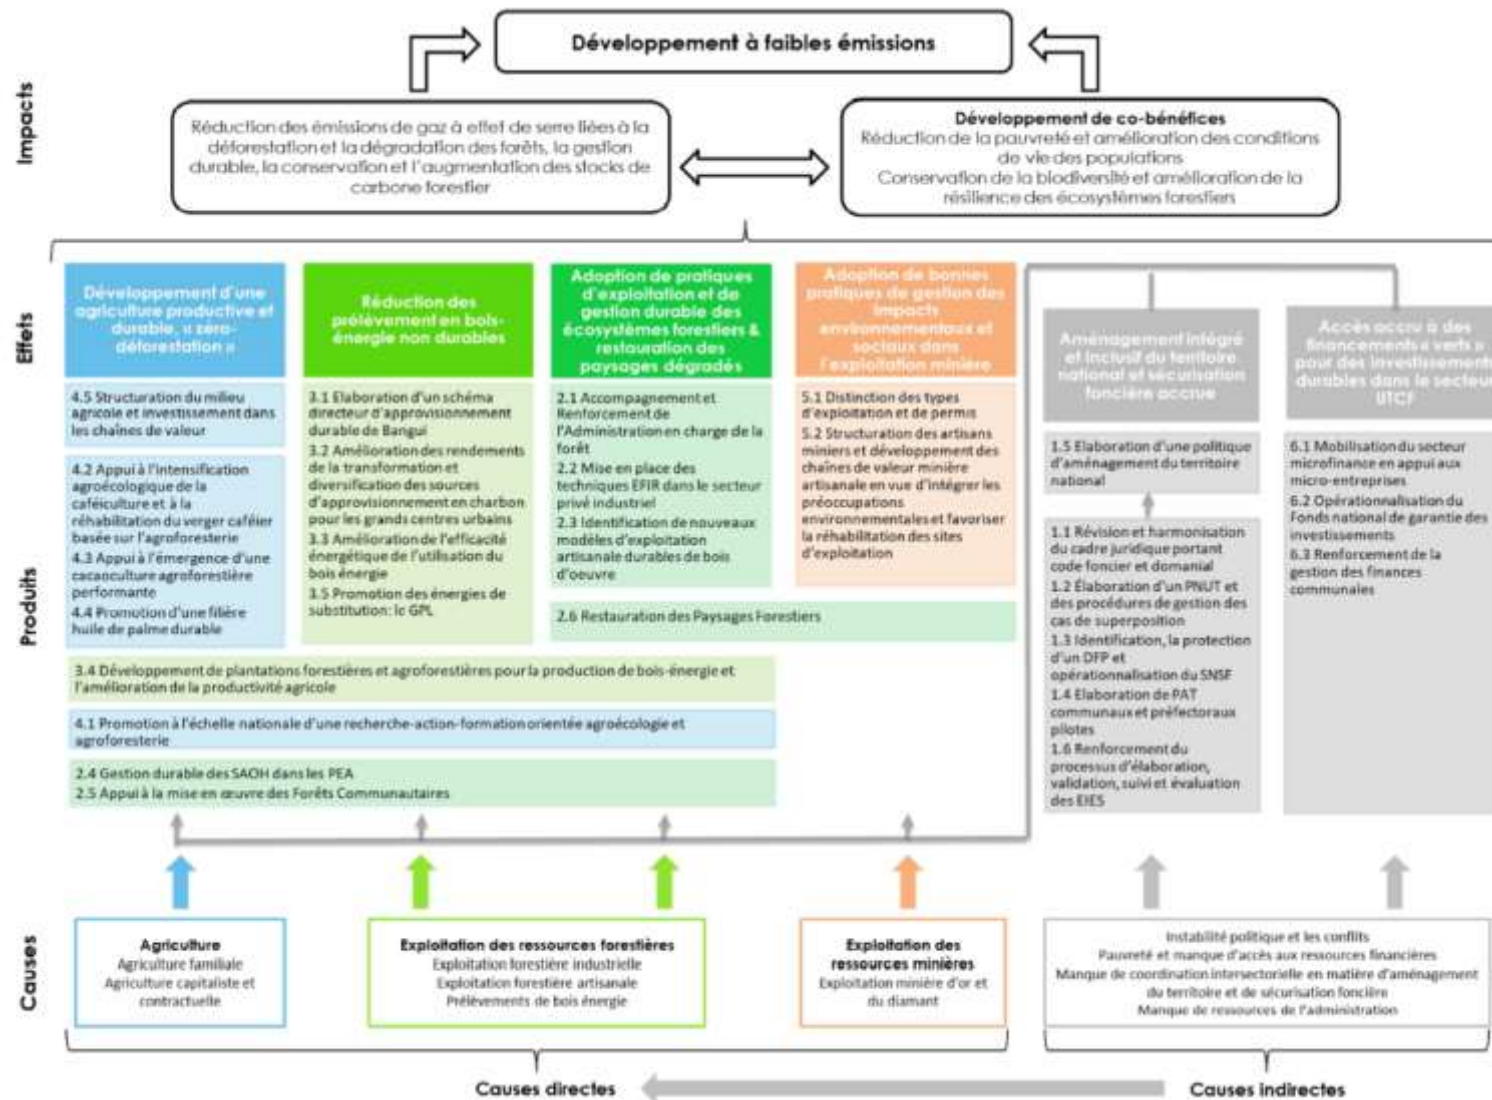 Développement à faibles émissions
Impacts
Réduction des émissions de gaz à effet de serre liées à la
déforestation et la dégradation des forêts, la gestion
durable, la conservation et l'augmentation des stocks de
carbone forestier
Développement de co-bénéfices
Réduction de la pauvreté et amélioration des conditions
de vie des populations
Conservation de la biodiversité et amélioration de la
résilience des écosystèmes forestiers
Effets
Développement d'une
agriculture productive et
durable, « zéro-
déforestation »
Réduction des
prélèvement en bois-
énergie non durables
Adoption de pratiques
d'exploitation et de
gestion durable des
écosystèmes forestiers &
restauration des
paysages dégradés
Adoption de bonnes
pratiques de gestion des
impacts
environnementaux et
sociaux dans
l'exploitation minière
Aménagement intégré
et inclusif du territoire
national et sécurisation
foncière accrue
Accès accru à des
financements « verts »
pour des investissements
durables dans le secteur
UTCF
Produits
4.5 Structuration du milieu
agricole et investissement dans
les chaînes de valeur
4.2 Appui à l'intensification
agroécologique de la
caféiculture et à la
réhabilitation du verger caféier
basée sur l'agroforesterie
4.3 Appui à l'émergence d'une
cacaoculture agroforestière
performante
4.4 Promotion d'une filière
huile de palme durable
3.1 Elaboration d'un schéma
directeur d'approvisionnement
durable de Bangui
3.2 Amélioration des rendements
de la transformation et
diversification des sources
d'approvisionnement en charbon
pour les grands centres urbains
3.3 Amélioration de l'efficacité
énergétique de l'utilisation du
bois énergie
3.5 Promotion des énergies de
substitution: le GPL
2.1 Accompagnement et
Renforcement de
l'Administration en charge de la
forêt
2.2 Mise en place des
techniques EFIR dans le secteur
privé industriel
2.3 Identification de nouveaux
modèles d'exploitation
artisanale durables de bois
d'oeuvre
5.1 Distinction des types
d'exploitation et de permis
5.2 Structuration des artisans
miniers et développement des
chaînes de valeur minière
artisanale en vue d'intégrer les
préoccupations
environnementales et favoriser
la réhabilitation des sites
d'exploitation
2.6 Restauration des Paysages Forestiers
3.4 Développement de plantations forestières et agroforestières pour la production de bois-énergie et
l'amélioration de la productivité agricole
4.1 Promotion à l'échelle nationale d'une recherche-action-formation orientée agroécologie et
agroforesterie
2.4 Gestion durable des SAOH dans les PEA
2.5 Appui à la mise en œuvre des Forêts Communautaires
1.5 Elaboration d'une politique
d'aménagement du territoire
national
1.1 Révision et harmonisation
du cadre juridique portant
code foncier et domanial
1.2 Élaboration d'un PNUT et
des procédures de gestion des
cas de superposition
1.3 Identification, la protection
d'un DFP et
opérationnalisation du SNSF
1.4 Elaboration de PAT
communaux et préfectoraux
pilotes
1.6 Renforcement du
processus d'élaboration,
validation, suivi et évaluation
des EIES
6.1 Mobilisation du secteur
microfinance en appui aux
micro-entreprises
6.2 Opérationnalisation du
Fonds national de garantie des
investissements
6.3 Renforcement de la
gestion des finances
communales
Causes
Agriculture
Agriculture familiale
Agriculture capitaliste et
contractuelle
Exploitation des ressources forestières
Exploitation forestière industrielle
Exploitation forestière artisanale
Prélèvements de bois énergie
Exploitation des
ressources minières
Exploitation minière d'or et
du diamant
Instabilité politique et les conflits
Pauvreté et manque d'accès aux ressources financières
Manque de coordination intersectorielle en matière d'aménagement
du territoire et de sécurisation foncière
Manque de ressources de l'administration
Causes directes
Causes indirectes